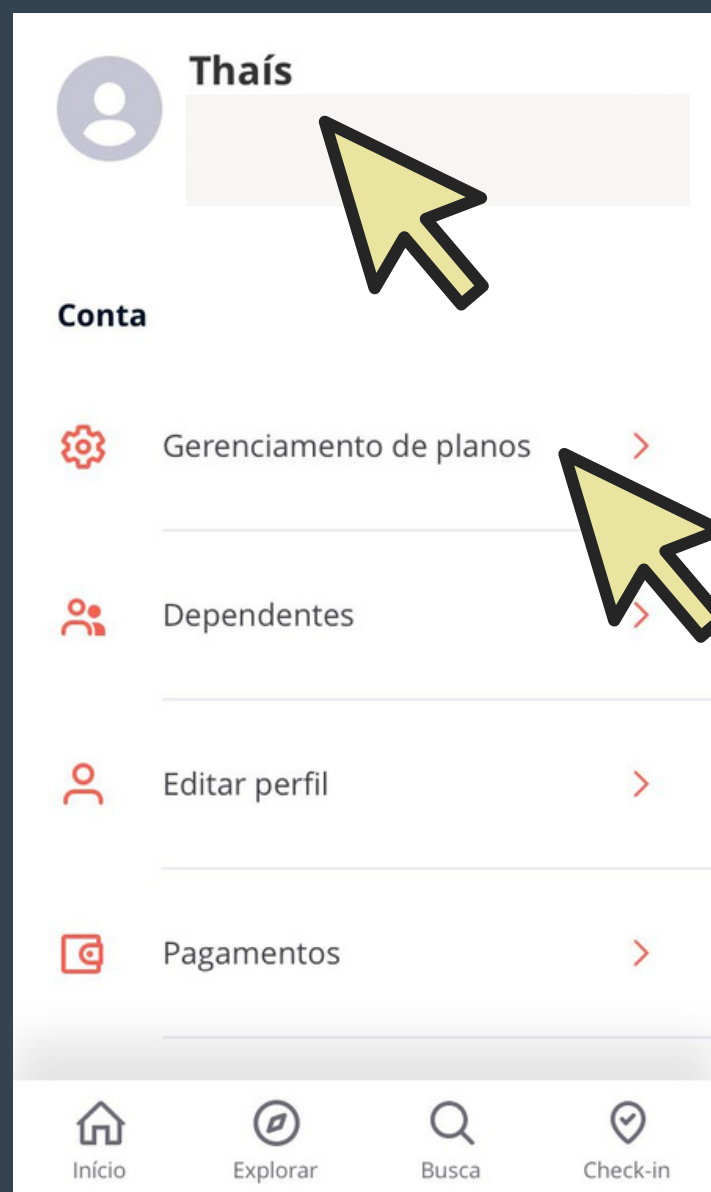 Thaís
Conta
Gerenciamento de planos
Dependentes
Editar perfil
Pagamentos
Início Explorar Busca Check-in